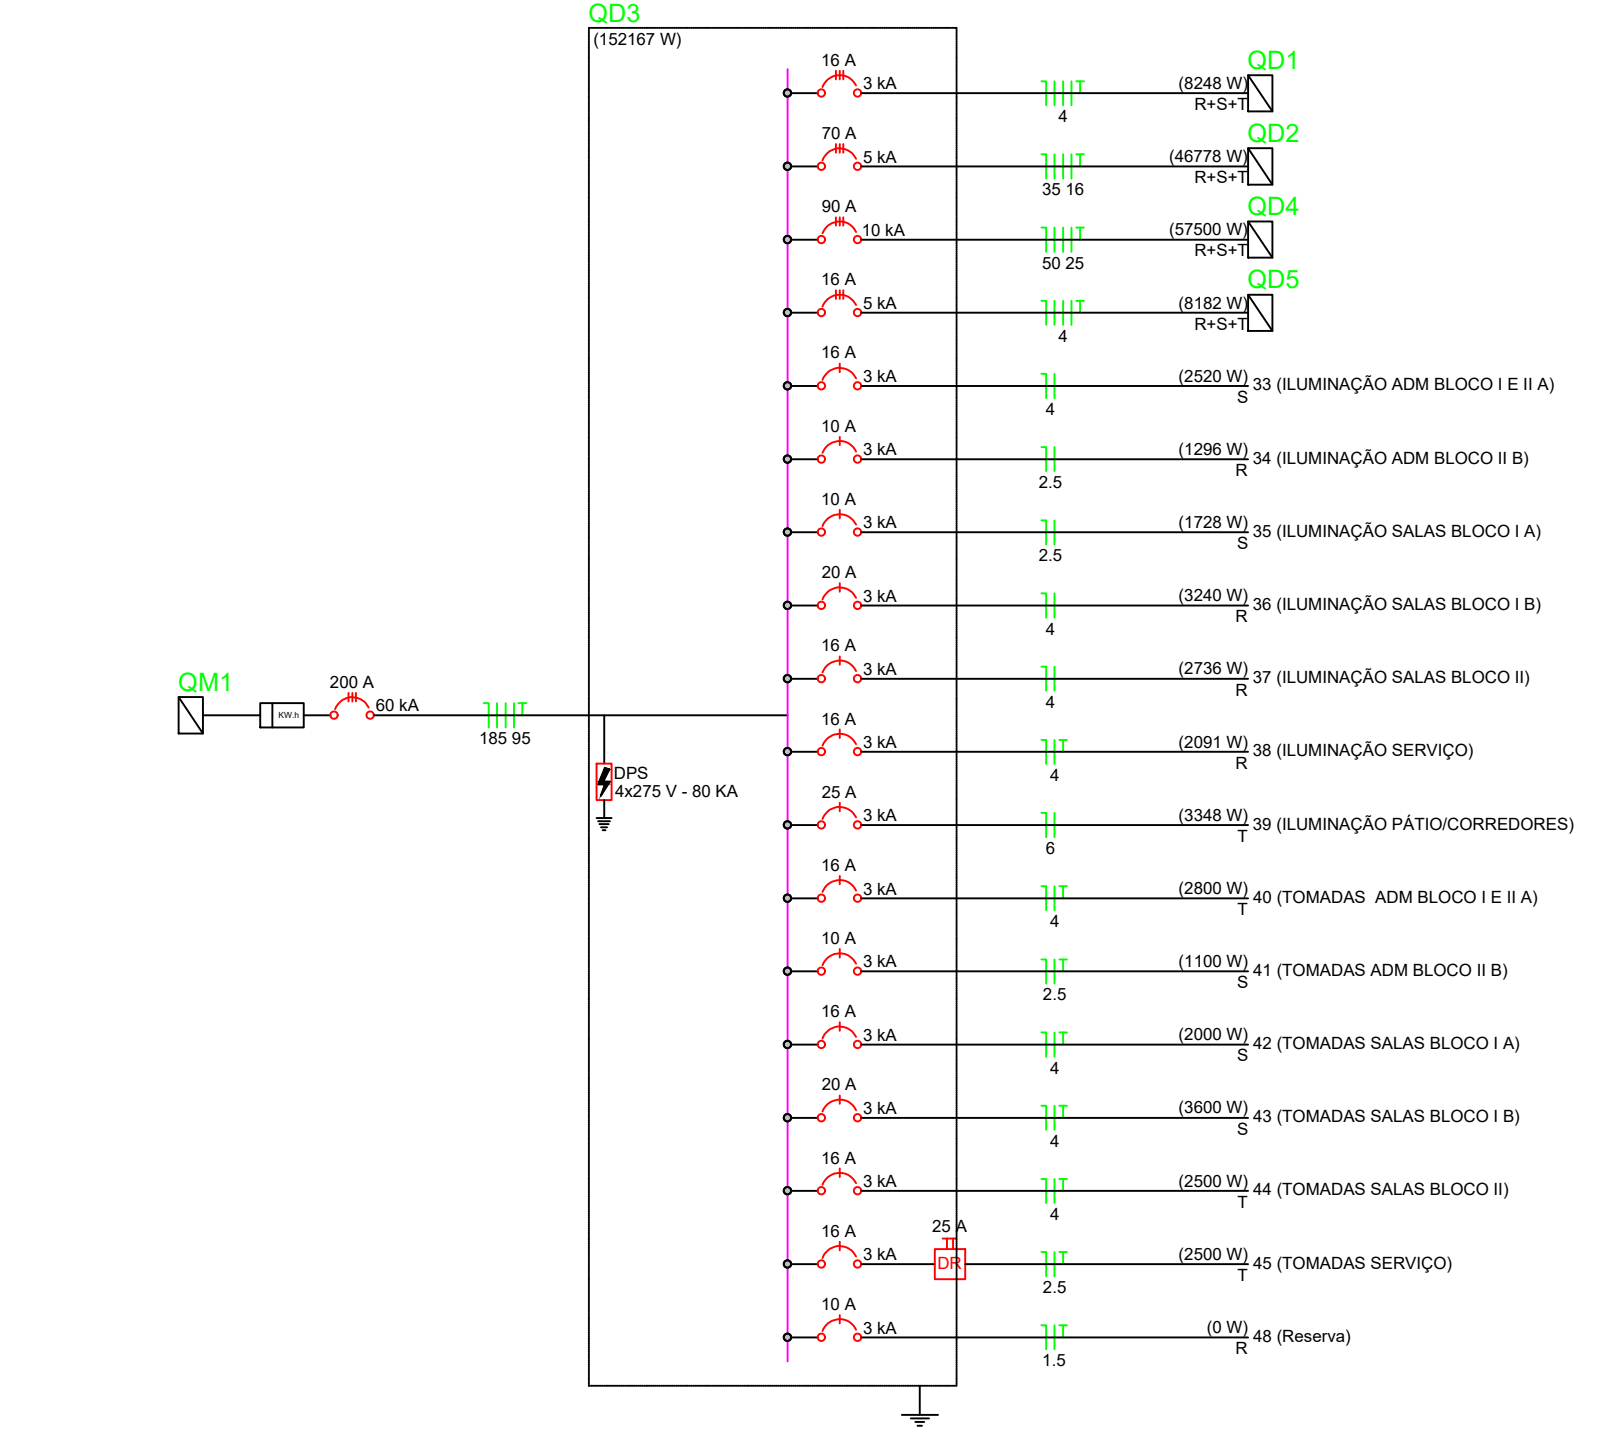 QD3
(152167 W)
16 A
3 kA
4
(8248 W)
R+S+T
QD1
70 A
5 kA
35 16
(46778 W)
R+S+T
QD2
90 A
10 kA
50 25
(57500 W)
R+S+T
QD4
16 A
5 kA
4
(8182 W)
R+S+T
QD5
16 A
3 kA
4
(2520 W)
S
33 (ILUMINAÇÃO ADM BLOCO I E II A)
10 A
3 kA
2.5
(1296 W)
R
34 (ILUMINAÇÃO ADM BLOCO II B)
10 A
3 kA
2.5
(1728 W)
S
35 (ILUMINAÇÃO SALAS BLOCO I A)
20 A
3 kA
4
(3240 W)
R
36 (ILUMINAÇÃO SALAS BLOCO I B)
16 A
3 kA
4
(2736 W)
R
37 (ILUMINAÇÃO SALAS BLOCO II)
QM1
KW.h
200 A
60 kA
185 95
DPS
4x275 V - 80 KA
16 A
3 kA
4
(2091 W)
R
38 (ILUMINAÇÃO SERVIÇO)
25 A
3 kA
6
(3348 W)
T
39 (ILUMINAÇÃO PÁTIO/CORREDORES)
16 A
3 kA
4
(2800 W)
T
40 (TOMADAS  ADM BLOCO I E II A)
10 A
3 kA
2.5
(1100 W)
S
41 (TOMADAS ADM BLOCO II B)
16 A
3 kA
4
(2000 W)
S
42 (TOMADAS SALAS BLOCO I A)
20 A
3 kA
4
(3600 W)
S
43 (TOMADAS SALAS BLOCO I B)
16 A
3 kA
4
(2500 W)
T
44 (TOMADAS SALAS BLOCO II)
16 A
3 kA
25 A
DR
2.5
(2500 W)
T
45 (TOMADAS SERVIÇO)
10 A
3 kA
1.5
(0 W)
R
48 (Reserva)